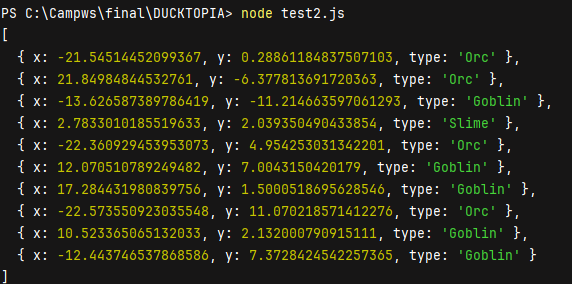 PS C:\Campws\final\DUCKTOPIA> node test2.js
[
  { x: -21.54514452099367, y: 0.28861184837507103, type: 'Orc' },
  { x: 21.84984844532761, y: -6.377813691720363, type: 'Orc' },
  { x: -13.626587389786419, y: -11.214663597061293, type: 'Goblin' },
  { x: 2.7833010185519633, y: 2.039350490433854, type: 'Slime' },
  { x: -22.360929453953073, y: 4.954253031342201, type: 'Orc' },
  { x: 12.070510789249482, y: 7.0043150420179, type: 'Goblin' },
  { x: 17.284431980839756, y: 1.5000518695628546, type: 'Goblin' },
  { x: -22.573550923035548, y: 11.070218571412276, type: 'Orc' },
  { x: 10.523365065132033, y: 2.132000790915111, type: 'Goblin' },
  { x: -12.443746537868586, y: 7.3728424542257365, type: 'Goblin' }
]